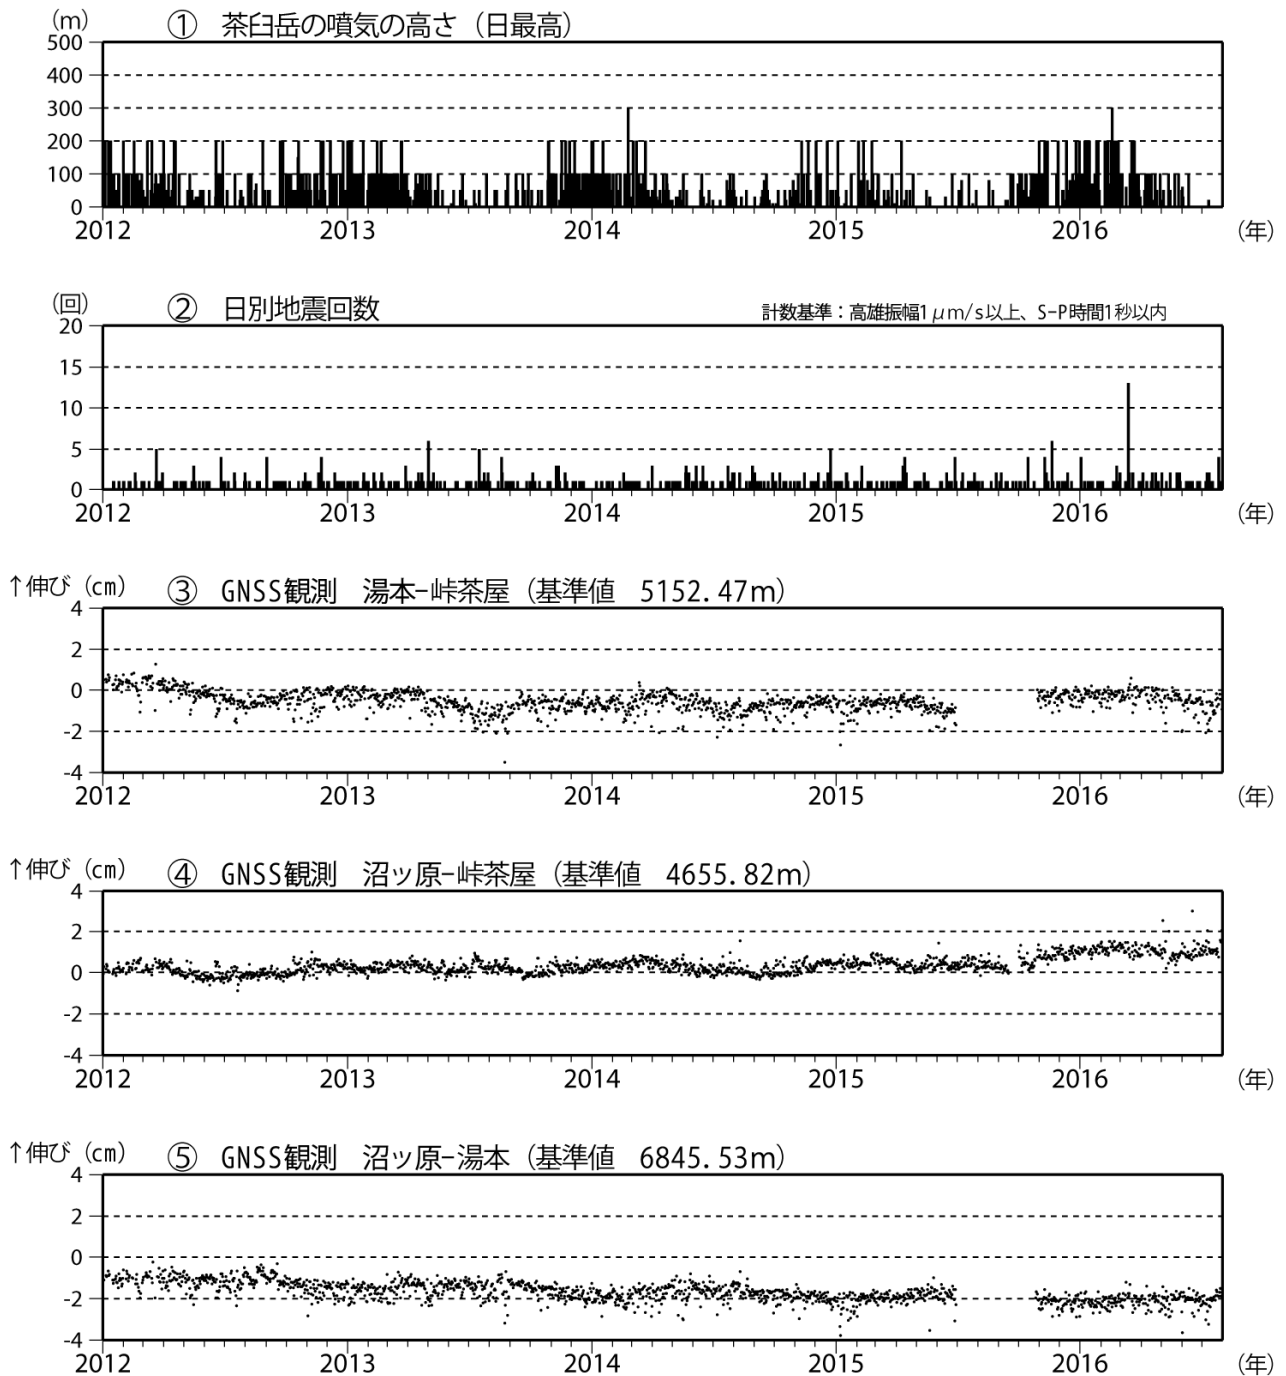 (m) ① 茶臼岳の噴気の高さ（日最高）
500
400
300
200
100
0
2012 2013 2014 2015 2016 (年)
(回) ② 日別地震回数 計数基準：高雄振幅1μm/s以上、S-P時間1秒以内
20
15
10
5
0
2012 2013 2014 2015 2016 (年)
↑伸び（cm） ③ GNSS観測 湯本-峠茶屋（基準値 5152.47m）
4
2
0
-2
-4
2012 2013 2014 2015 2016 (年)
↑伸び（cm） ④ GNSS観測 沼ッ原-峠茶屋（基準値 4655.82m）
4
2
0
-2
-4
2012 2013 2014 2015 2016 (年)
↑伸び（cm） ⑤ GNSS観測 沼ッ原-湯本（基準値 6845.53m）
4
2
0
-2
-4
2012 2013 2014 2015 2016 (年)